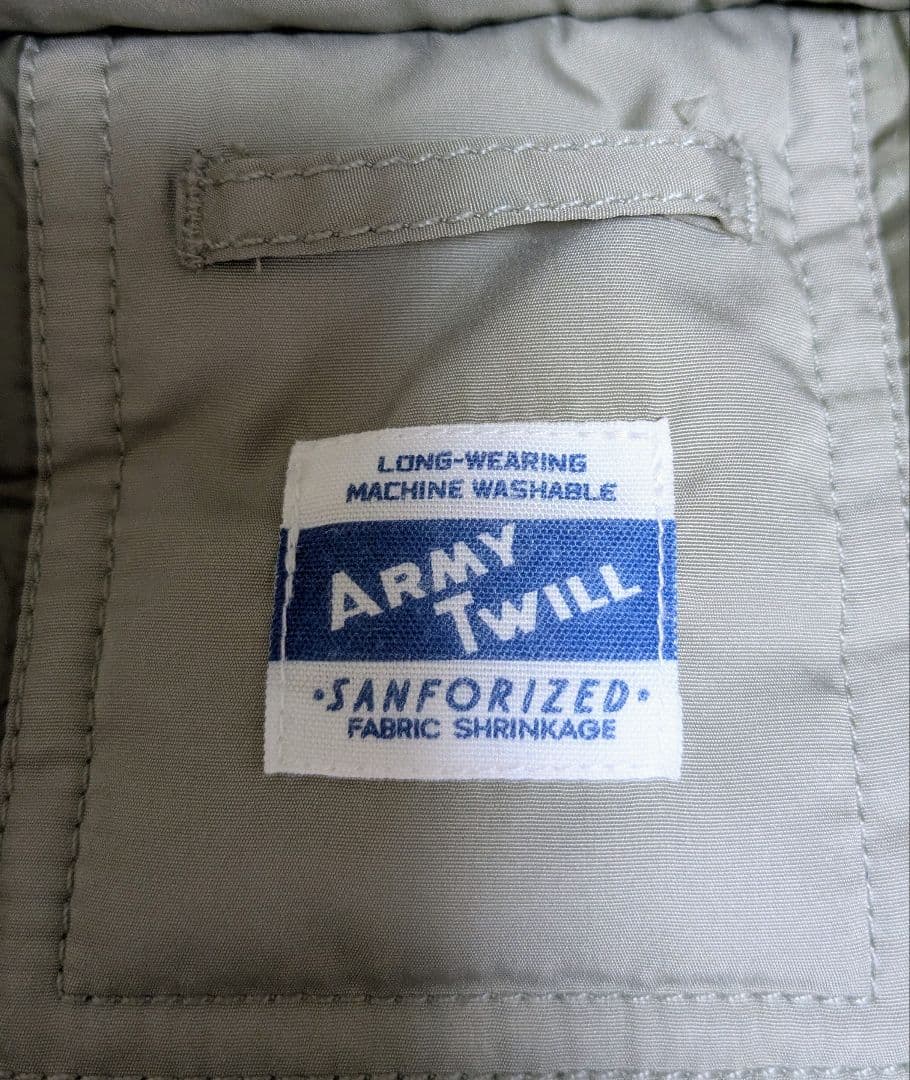 LONG-WEARING
MACHINE WASHABLE
ARMY
TWILL
•SANFORIZED•
FABRIC SHRINKAGE